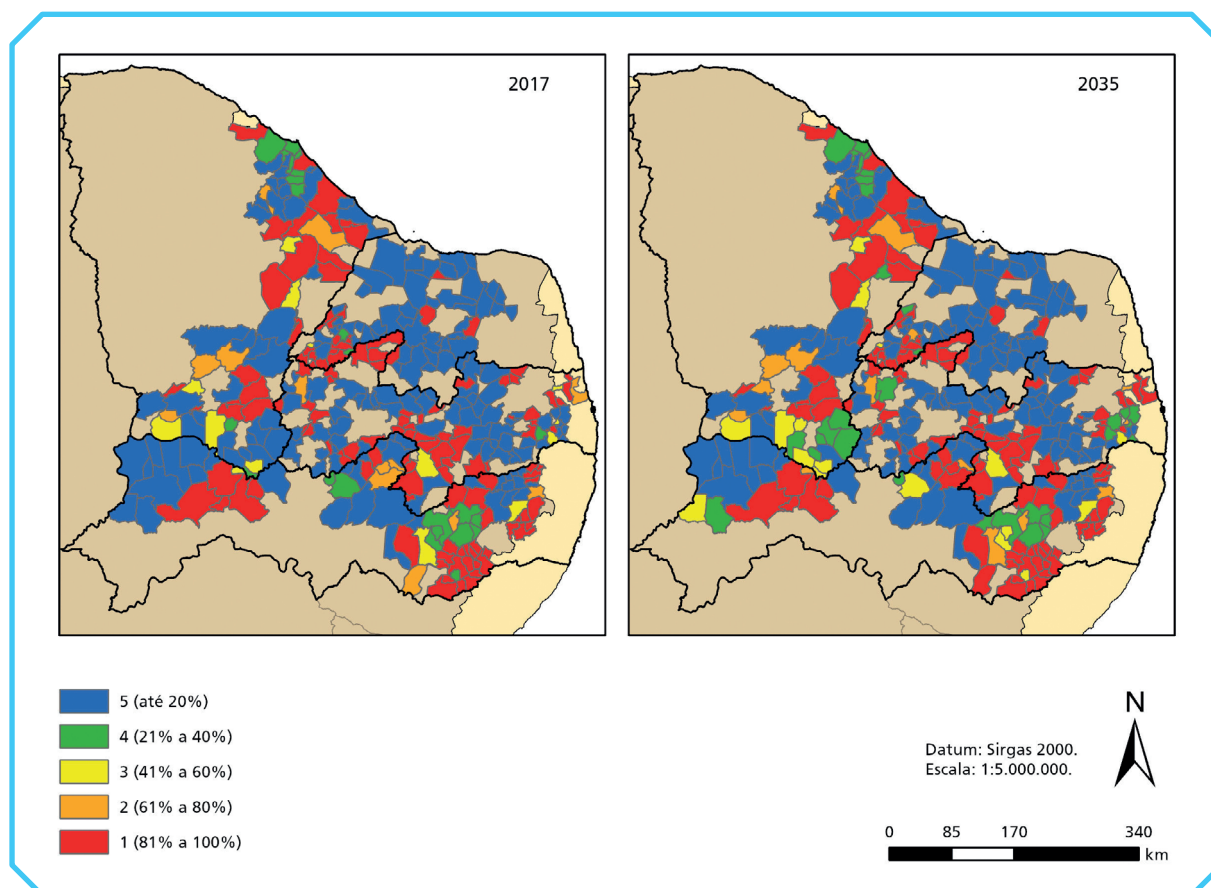 2017
2035
5 (até 20%)
4 (21% a 40%)
3 (41% a 60%)
2 (61% a 80%)
1 (81% a 100%)
N
Datum: Sirgas 2000.
Escala: 1:5.000.000.
0 85 170 340
km